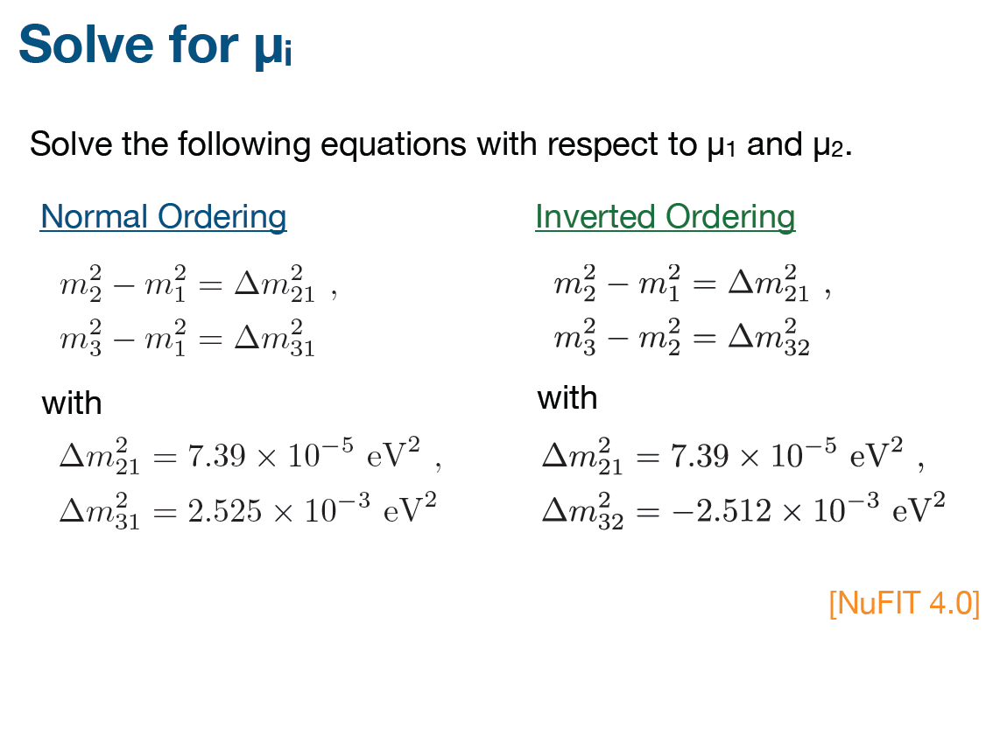 Solve for μᵢ
Solve the following equations with respect to μ₁ and μ₂.
Normal Ordering
$m_2^2 - m_1^2 = \Delta m_{21}^2$ ,
$m_3^2 - m_1^2 = \Delta m_{31}^2$
with
$\Delta m_{21}^2 = 7.39 \times 10^{-5}\ \mathrm{eV}^2$ ,
$\Delta m_{31}^2 = 2.525 \times 10^{-3}\ \mathrm{eV}^2$
Inverted Ordering
$m_2^2 - m_1^2 = \Delta m_{21}^2$ ,
$m_3^2 - m_2^2 = \Delta m_{32}^2$
with
$\Delta m_{21}^2 = 7.39 \times 10^{-5}\ \mathrm{eV}^2$ ,
$\Delta m_{32}^2 = -2.512 \times 10^{-3}\ \mathrm{eV}^2$
[NuFIT 4.0]